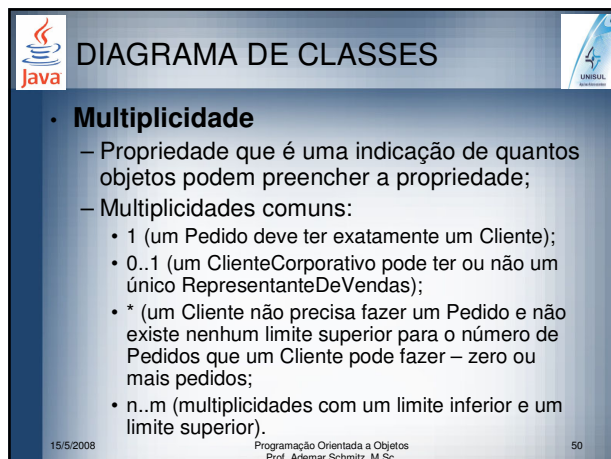 DIAGRAMA DE CLASSES
Java
UNISUL
• Multiplicidade
– Propriedade que é uma indicação de quantos
objetos podem preencher a propriedade;
– Multiplicidades comuns:
• 1 (um Pedido deve ter exatamente um Cliente);
• 0..1 (um ClienteCorporativo pode ter ou não um
único RepresentanteDeVendas);
• * (um Cliente não precisa fazer um Pedido e não
existe nenhum limite superior para o número de
Pedidos que um Cliente pode fazer – zero ou
mais pedidos;
• n..m (multiplicidades com um limite inferior e um
limite superior).
15/5/2008
Programação Orientada a Objetos
Prof. Ademar Schmitz, M.Sc.
50